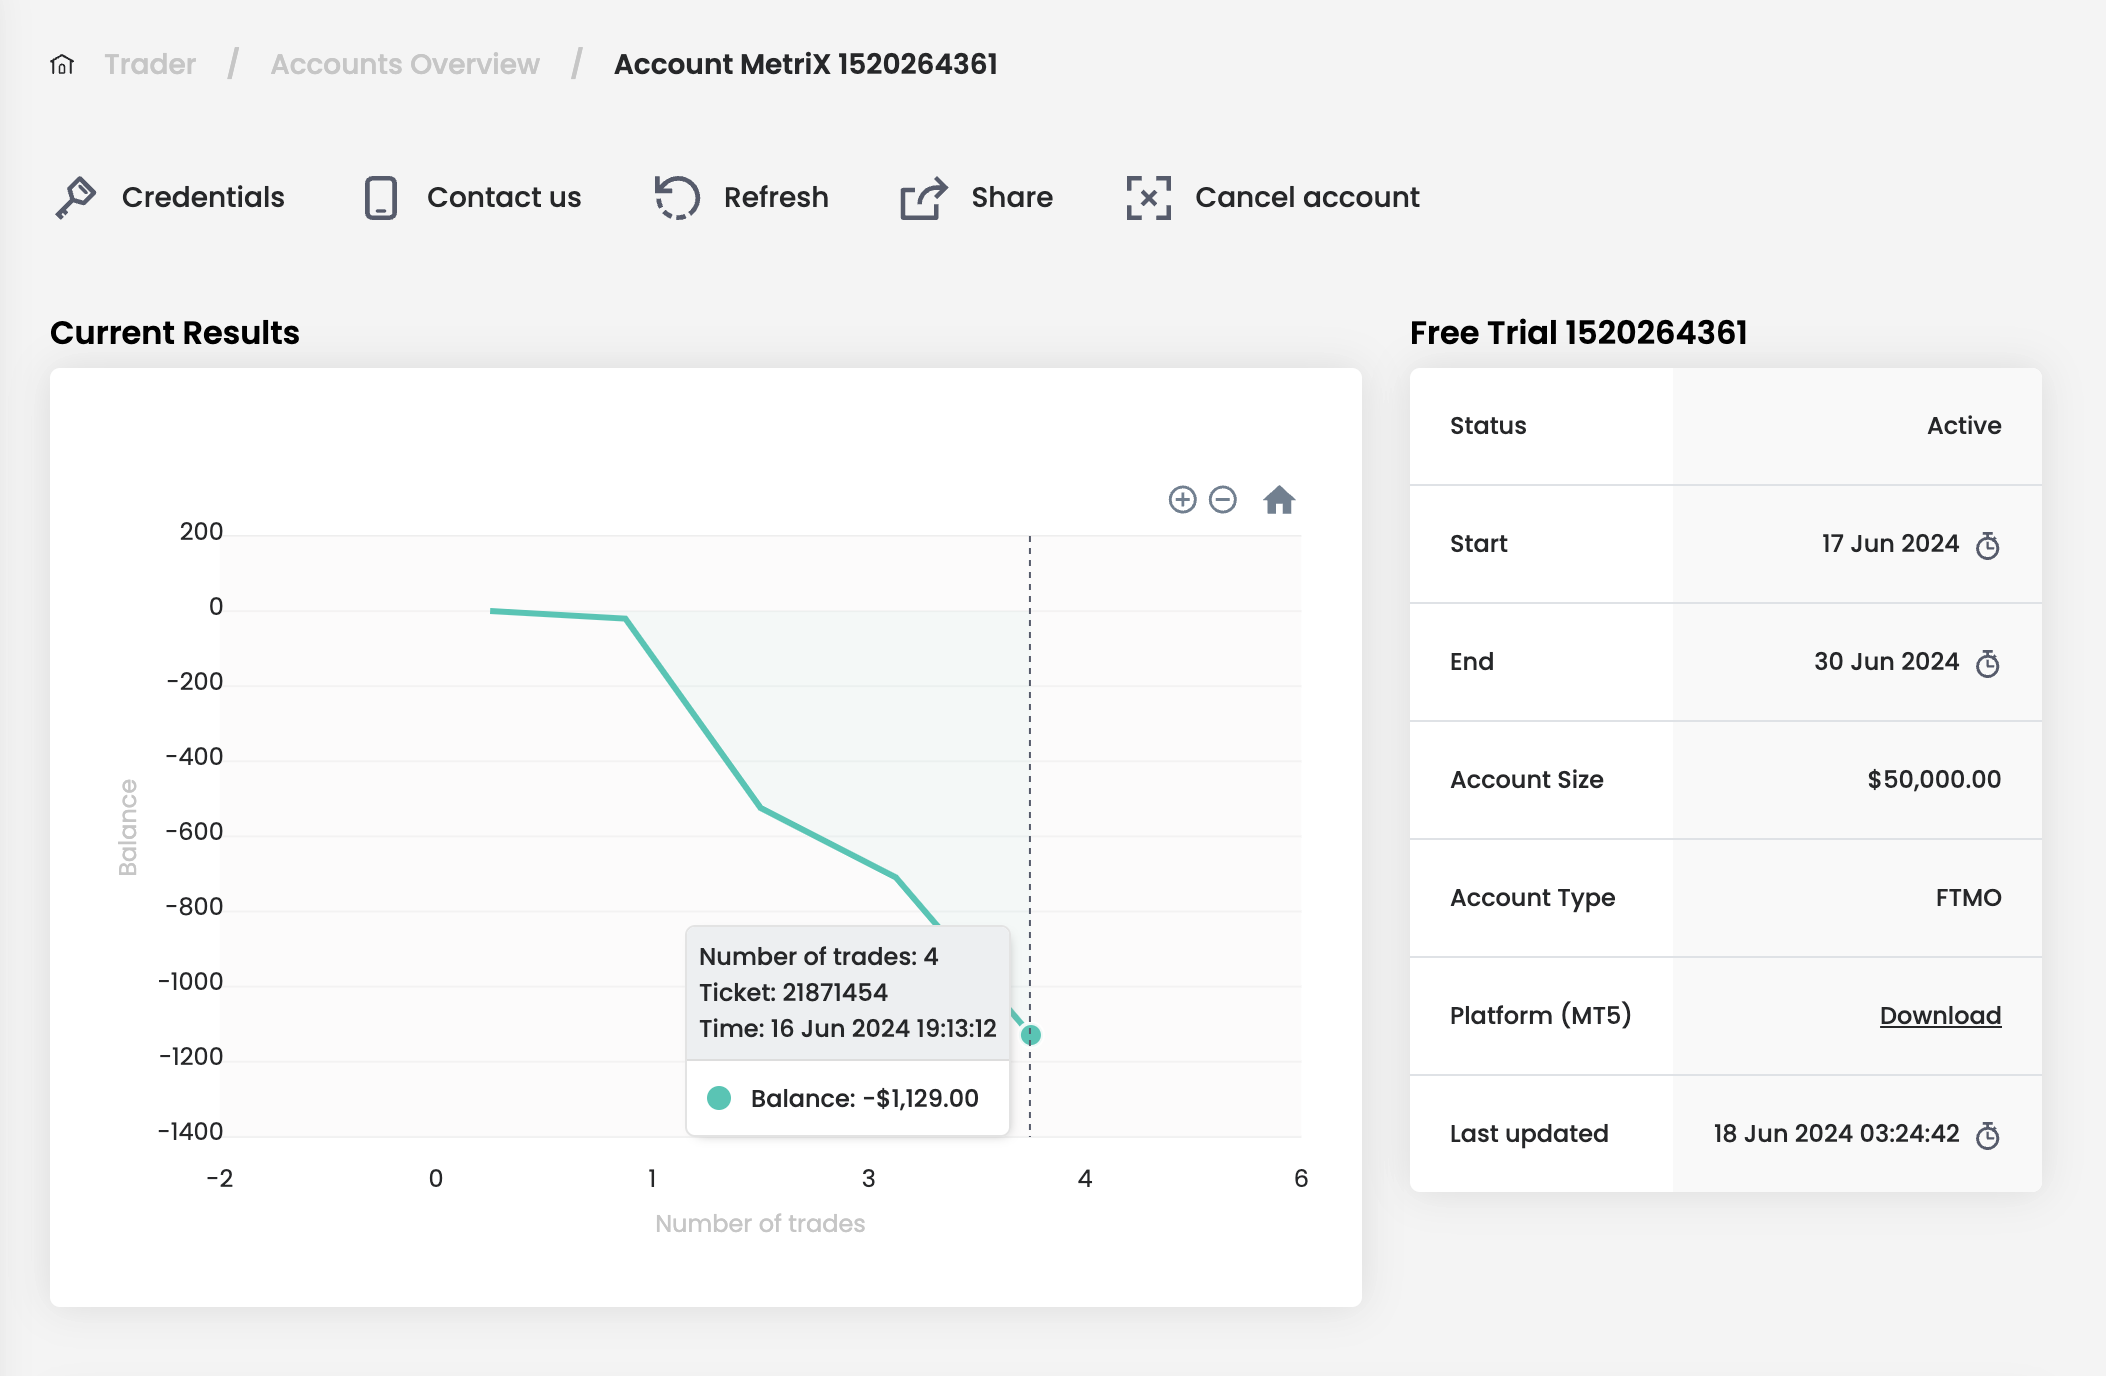 Trader / Accounts Overview / Account MetriX 1520264361
Credentials
Contact us
Refresh
Share
Cancel account
Current Results
200
0
-200
-400
-600
-800
-1000
-1200
-1400
Balance
-2 0 1 3 4 6
Number of trades
Number of trades: 4
Ticket: 21871454
Time: 16 Jun 2024 19:13:12
Balance: -$1,129.00
Free Trial 1520264361
Status Active
Start 17 Jun 2024
End 30 Jun 2024
Account Size $50,000.00
Account Type FTMO
Platform (MT5) Download
Last updated 18 Jun 2024 03:24:42